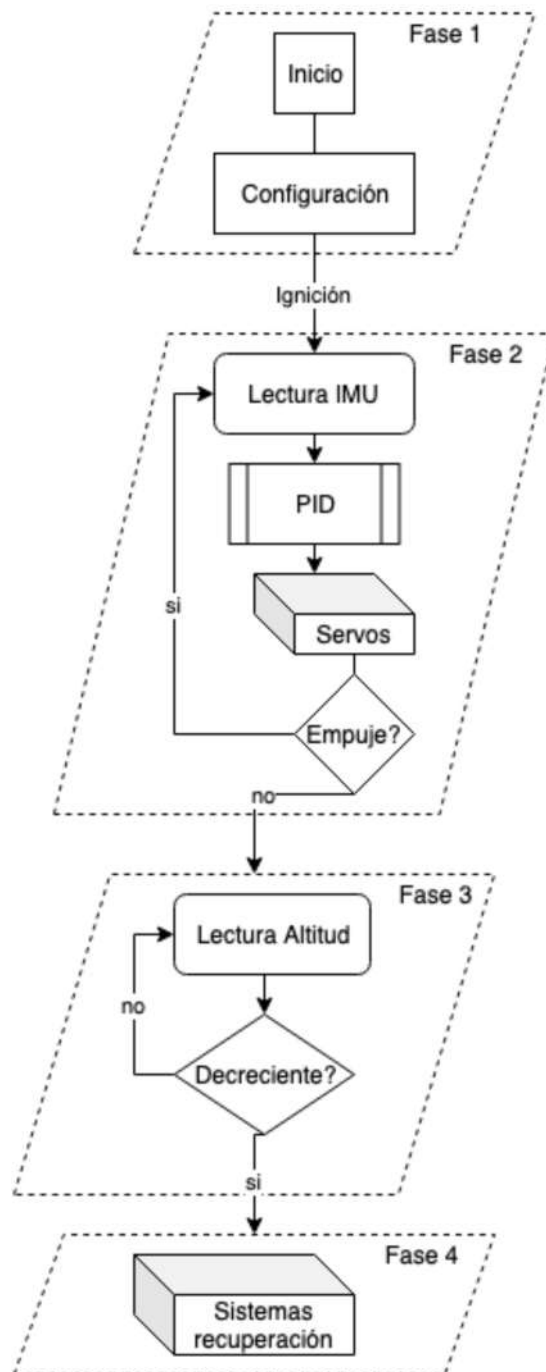 Fase 1
Inicio
Configuración
Ignición
Fase 2
Lectura IMU
PID
si
Servos
Empuje?
no
Fase 3
Lectura Altitud
no
Decreciente?
si
Fase 4
Sistemas
recuperación